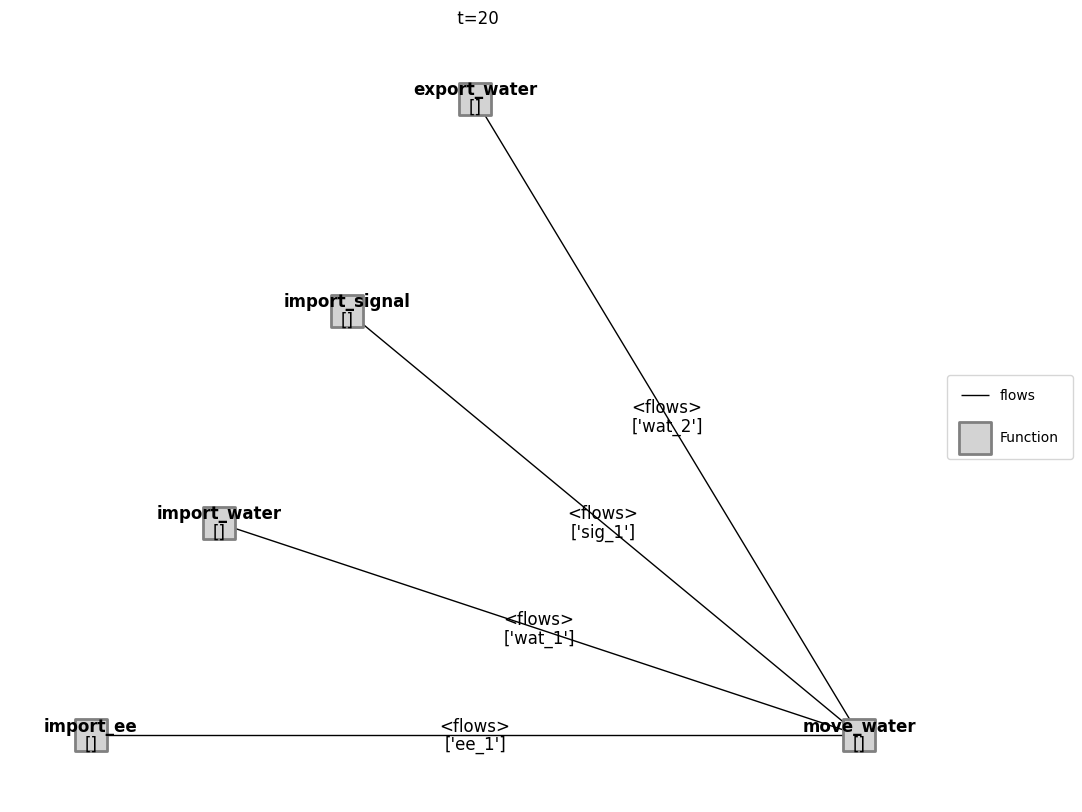 t=20
export_water
[]
import_signal
[]
flows
Function
<flows>
['wat_2']
import_water
[]
<flows>
['sig_1']
<flows>
['wat_1']
import_ee
[]
<flows>
['ee_1']
move_water
[]